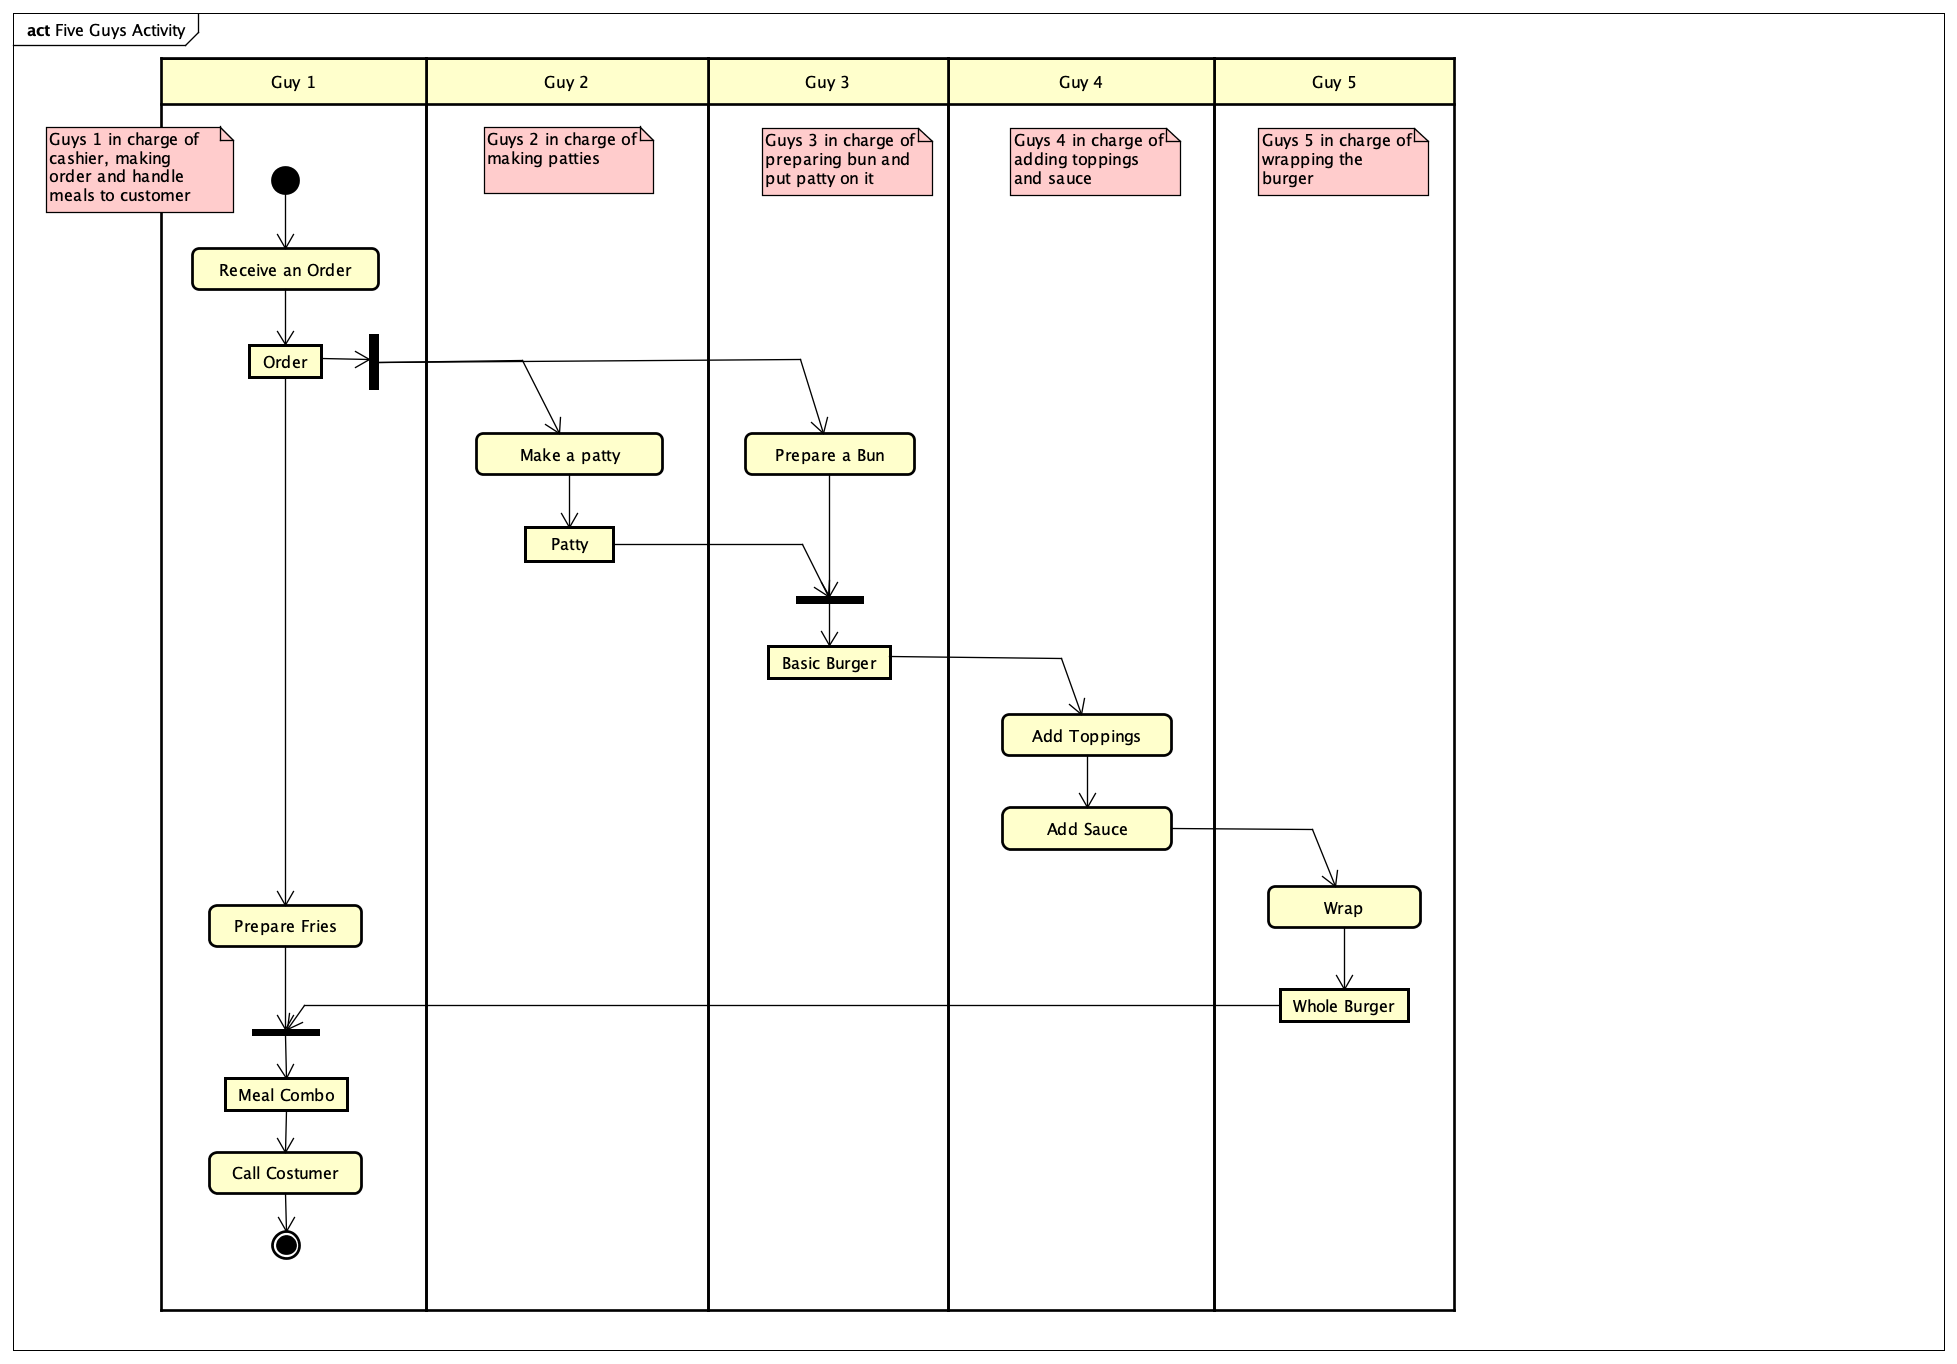 act Five Guys Activity
Guy 1
Guy 2
Guy 3
Guy 4
Guy 5
Guys 1 in charge of
cashier, making
order and handle
meals to customer
Guys 2 in charge of
making patties
Guys 3 in charge of
preparing bun and
put patty on it
Guys 4 in charge of
adding toppings
and sauce
Guys 5 in charge of
wrapping the
burger
Receive an Order
Order
Make a patty
Prepare a Bun
Patty
Basic Burger
Add Toppings
Add Sauce
Wrap
Prepare Fries
Whole Burger
Meal Combo
Call Costumer